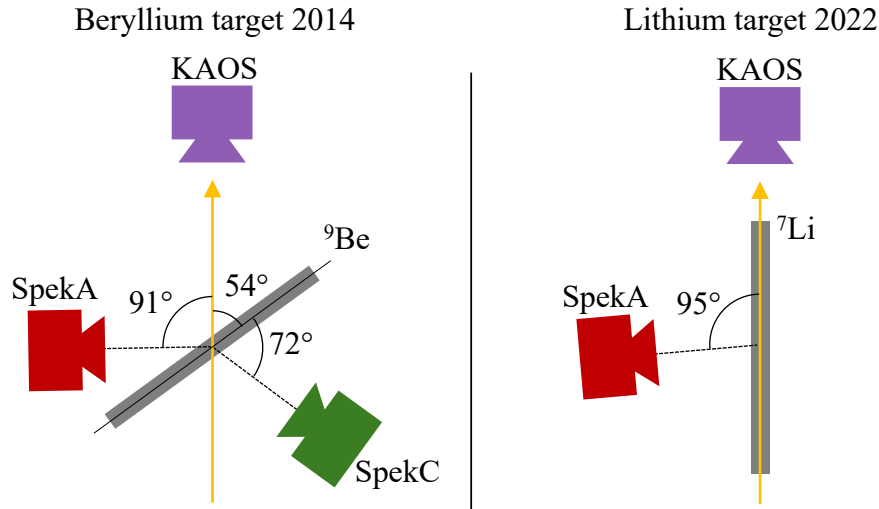 Beryllium target 2014
KAOS
⁹Be
SpekA
91°
54°
72°
SpekC
Lithium target 2022
KAOS
⁷Li
SpekA
95°